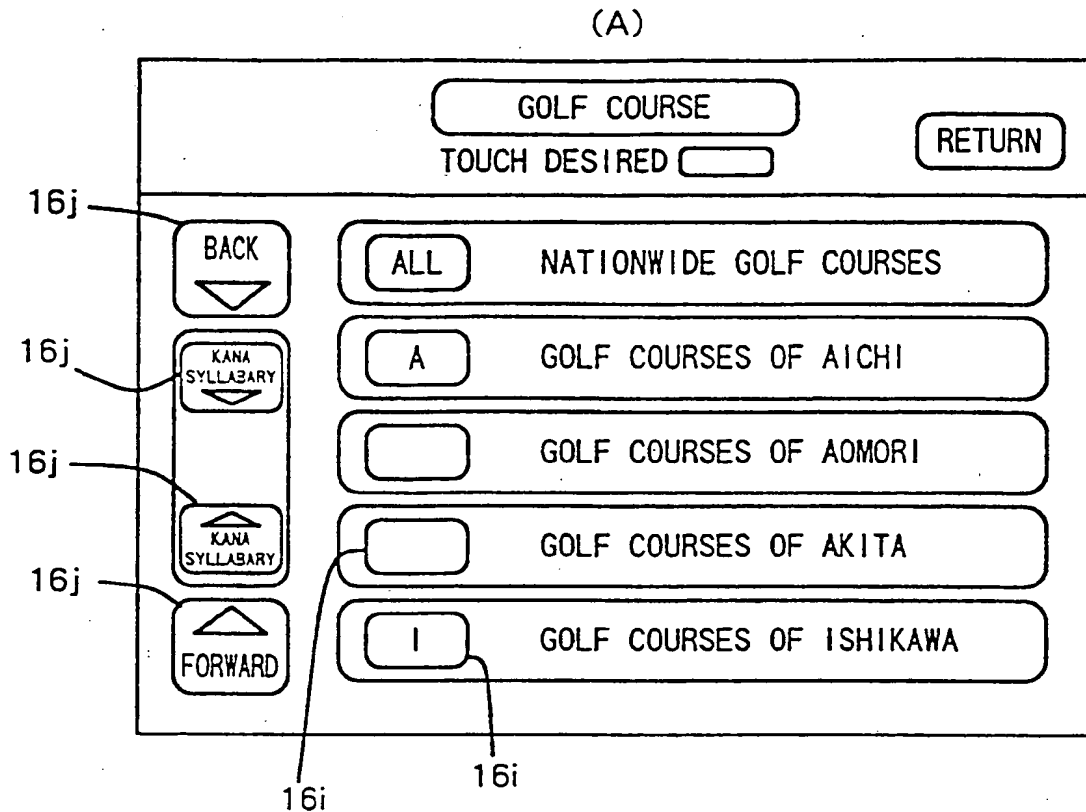 (A)
GOLF COURSE
TOUCH DESIRED
RETURN
16j
BACK
ALL NATIONWIDE GOLF COURSES
16j
KANA
SYLLABARY
A GOLF COURSES OF AICHI
GOLF COURSES OF AOMORI
16j
KANA
SYLLABARY
GOLF COURSES OF AKITA
16j
FORWARD
I GOLF COURSES OF ISHIKAWA
16i
16i